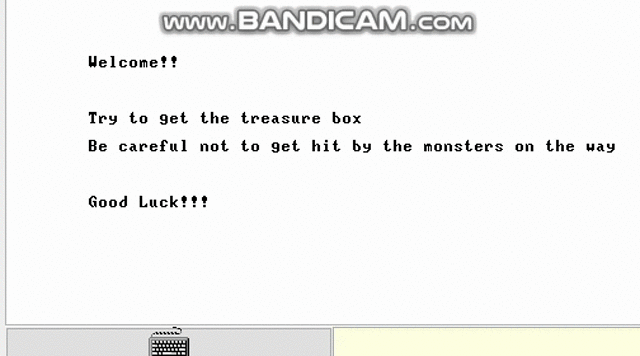 www.BANDICAM.com
Welcome!!
Try to get the treasure box
Be careful not to get hit by the monsters on the way
Good Luck!!!